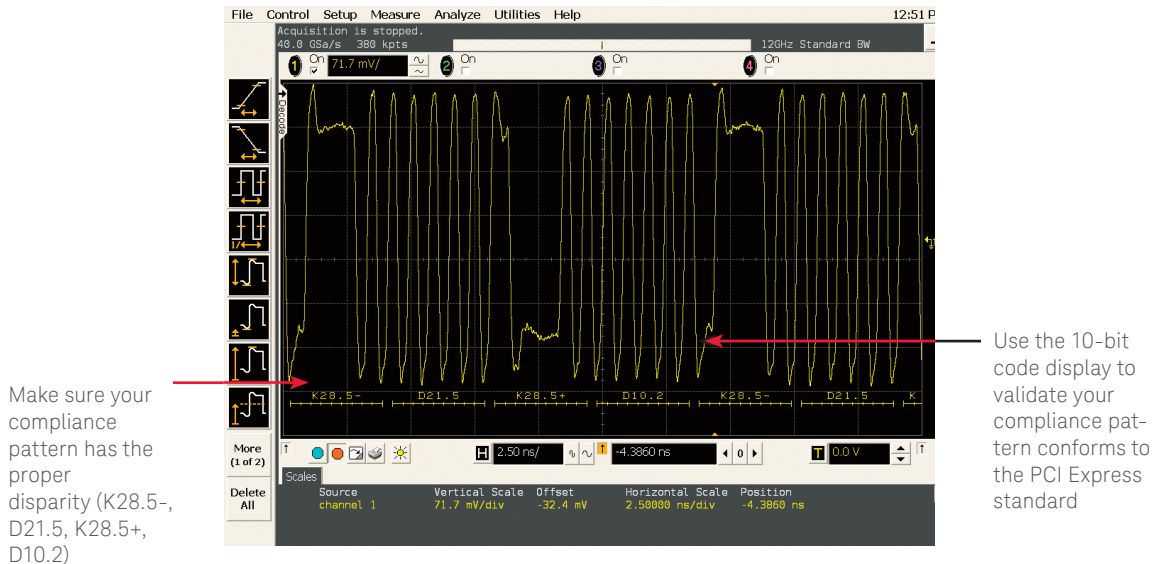 File Control Setup Measure Analyze Utilities Help 12:51 P
Acquisition is stopped.
40.0 GSa/s 380 kpts 12GHz Standard BW
1 On 71.7 mV/ 2 On 3 On 4 On
Decode
1/
K28.5- D21.5 K28.5+ D10.2 K28.5- D21.5 K
Make sure your
compliance
pattern has the
proper
disparity (K28.5-,
D21.5, K28.5+,
D10.2)
Use the 10-bit
code display to
validate your
compliance pat-
tern conforms to
the PCI Express
standard
More
(1 of 2)
H 2.50 ns/ -4.3860 ns 0 T 0.0 V
Delete
All
Scales
Source Vertical Scale Offset Horizontal Scale Position
channel 1 71.7 mV/div -32.4 mV 2.50000 ns/div -4.3860 ns